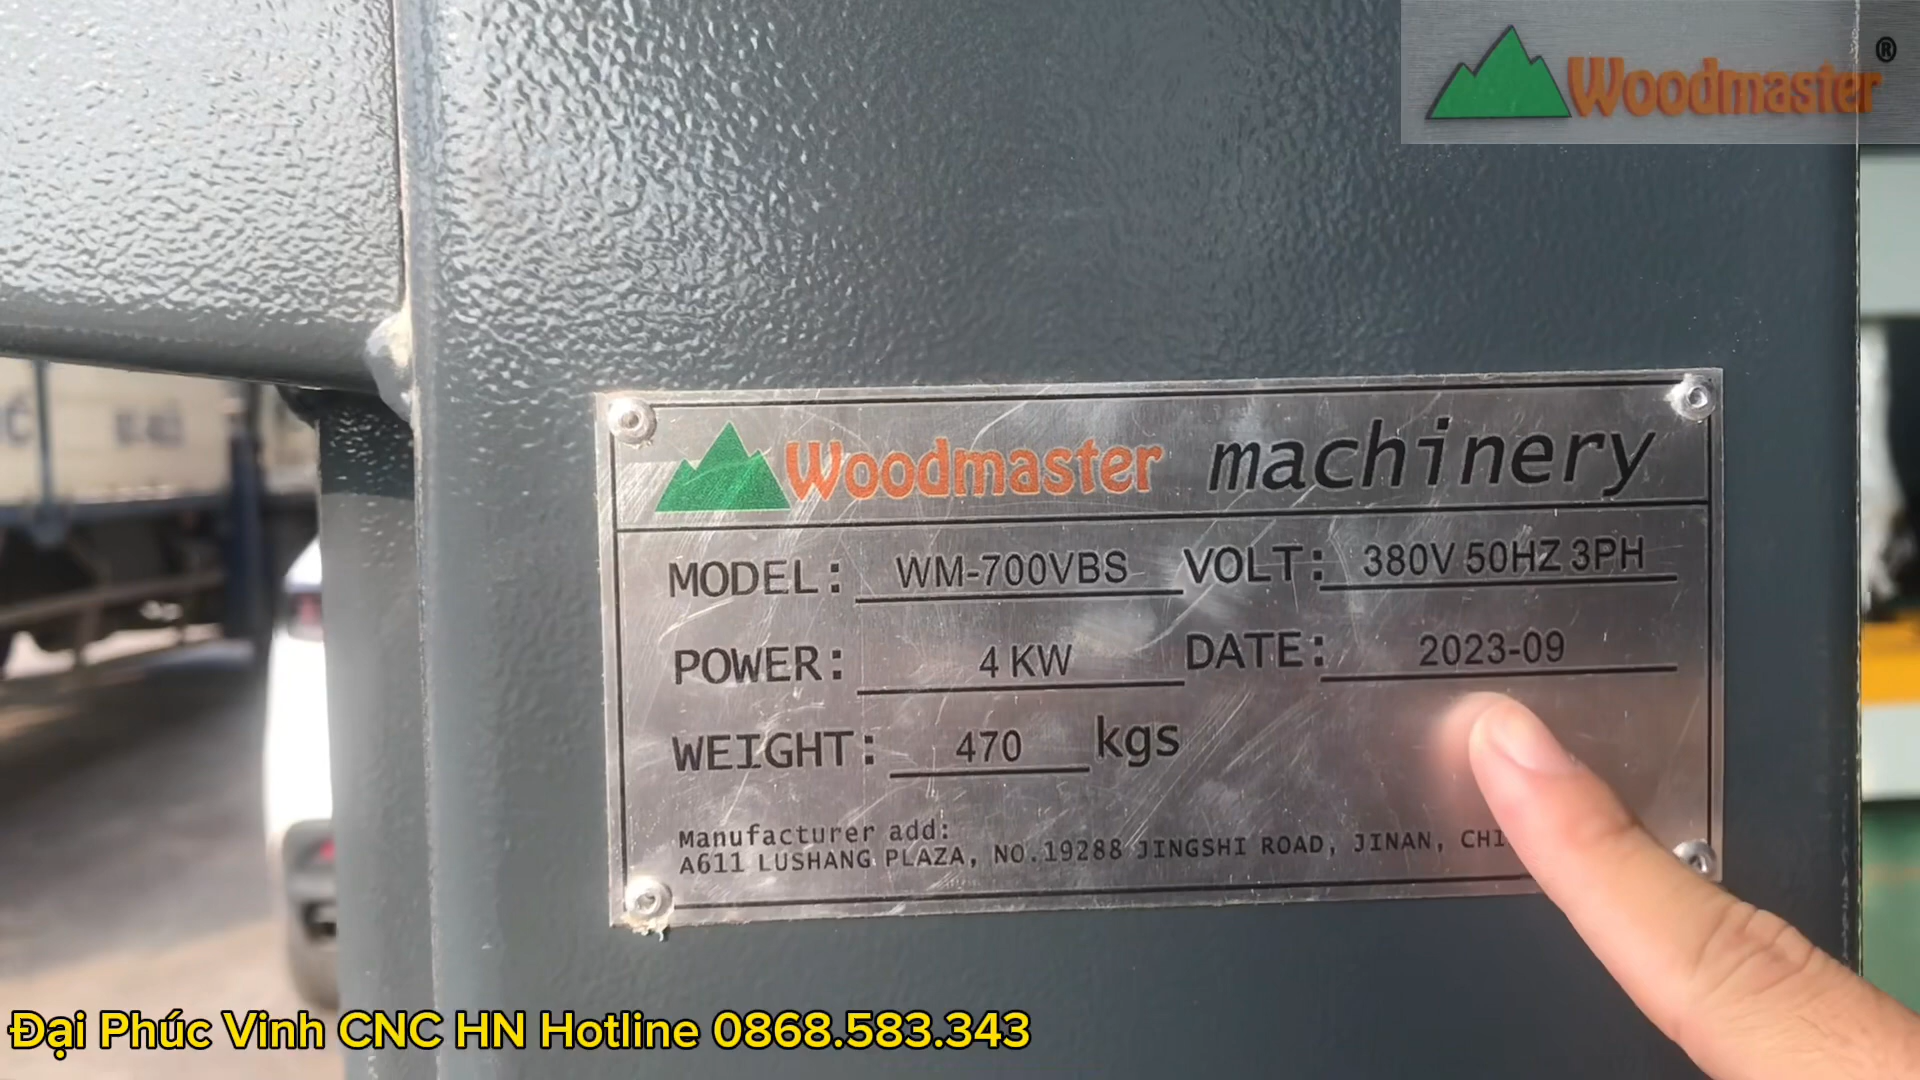 Woodmaster ®
Woodmaster machinery
MODEL: WM-700VBS VOLT: 380V 50HZ 3PH
POWER: 4 KW DATE: 2023-09
WEIGHT: 470 kgs
Manufacturer add:
A611 LUSHANG PLAZA, NO.19288 JINGSHI ROAD, JINAN, CHI
Đại Phúc Vinh CNC HN Hotline 0868.583.343